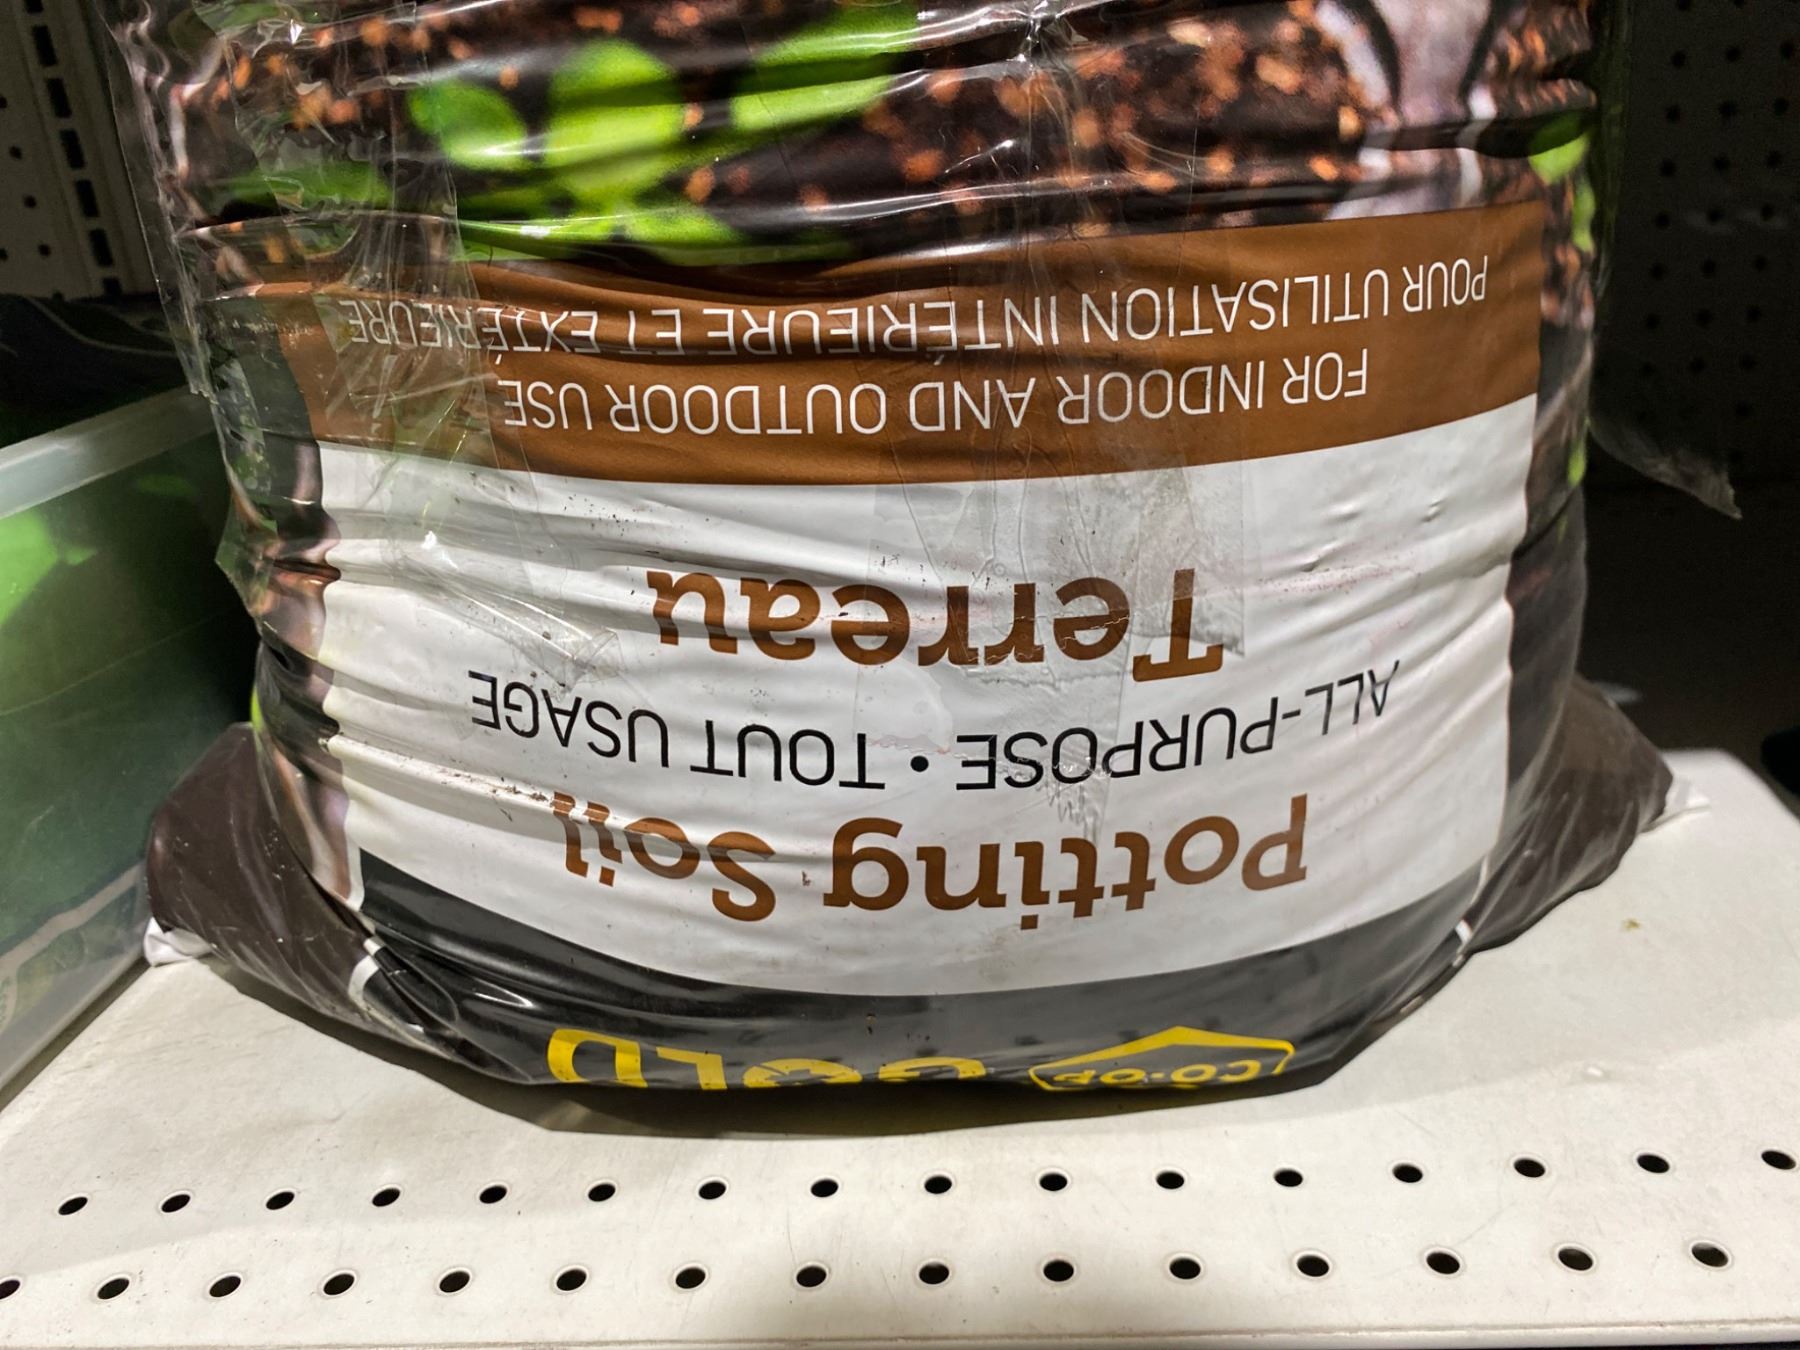 CO-OP GOLD
Potting Soil
ALL-PURPOSE • TOUT USAGE
Terreau
FOR INDOOR AND OUTDOOR USE
POUR UTILISATION INTÉRIEURE ET EXTÉRIEURE